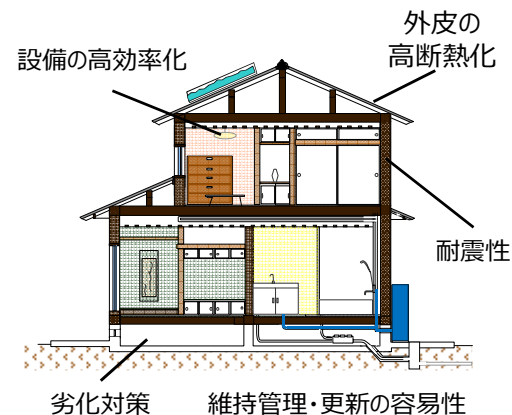 外皮の
高断熱化
設備の高効率化
耐震性
劣化対策
維持管理・更新の容易性